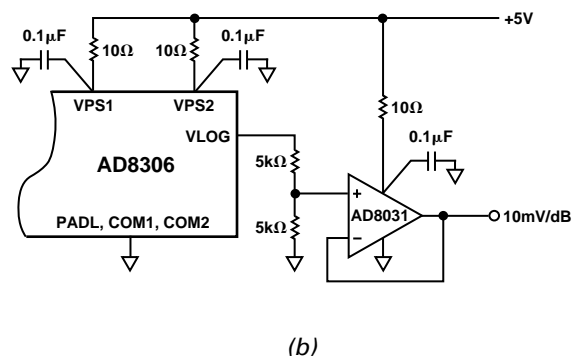 +5V
0.1µF
10Ω
10Ω
0.1µF
VPS1
VPS2
10Ω
VLOG
0.1µF
AD8306
5kΩ
+
AD8031
10mV/dB
PADL, COM1, COM2
5kΩ
–
(b)